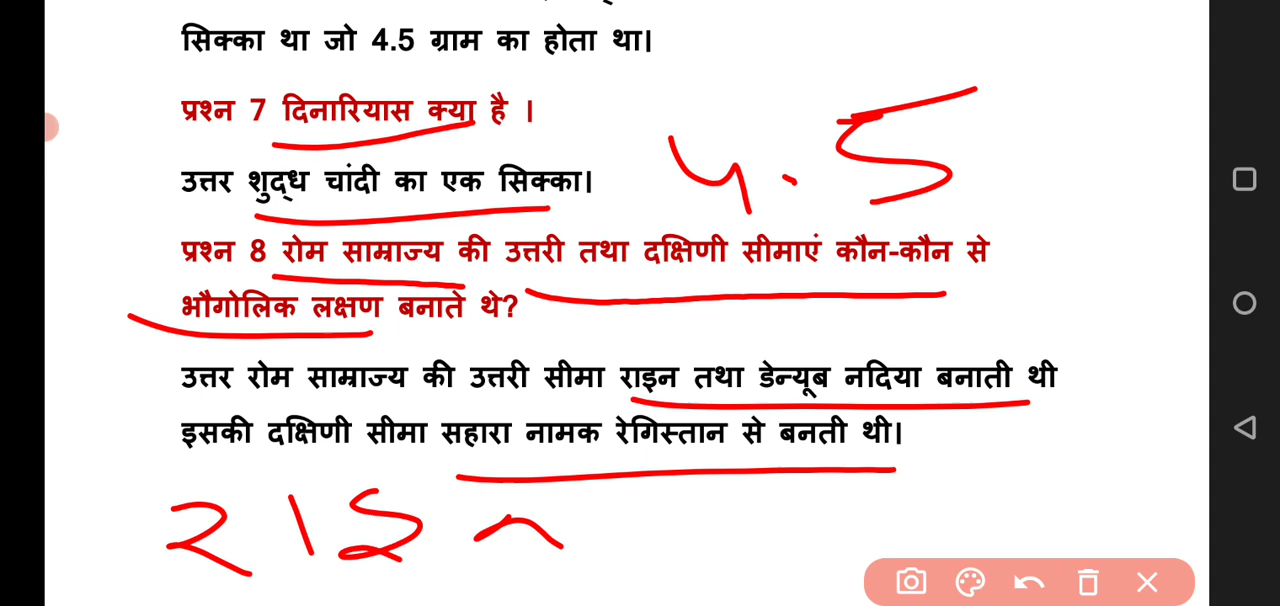 सिक्का था जो 4.5 ग्राम का होता था।
प्रश्न 7 दिनारियास क्या है ।
4.5
उत्तर शुद्ध चांदी का एक सिक्का।
प्रश्न 8 रोम साम्राज्य की उत्तरी तथा दक्षिणी सीमाएं कौन-कौन से
भौगोलिक लक्षण बनाते थे?
उत्तर रोम साम्राज्य की उत्तरी सीमा राइन तथा डेन्यूब नदिया बनाती थी
इसकी दक्षिणी सीमा सहारा नामक रेगिस्तान से बनती थी।